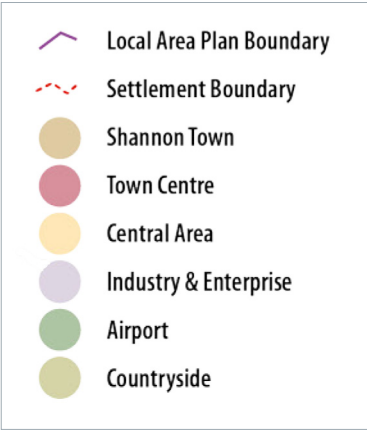 Local Area Plan Boundary
Settlement Boundary
Shannon Town
Town Centre
Central Area
Industry & Enterprise
Airport
Countryside